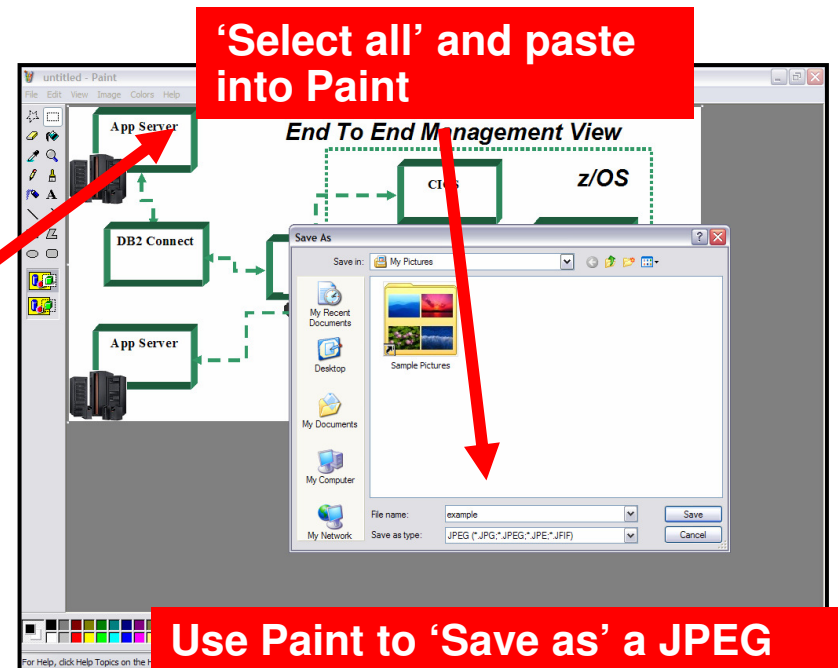 ‘Select all’ and paste
into Paint
untitled - Paint
File Edit View Image Colors Help
App Server
End To End Management View
z/OS
DB2 Connect
App Server
Save As
Save in: My Pictures
My Recent
Documents
Desktop
My Documents
My Computer
My Network
Sample Pictures
File name: example
Save as type: JPEG (*.JPG;*.JPEG;*.JPE;*.JFIF)
Save
Cancel
Use Paint to ‘Save as’ a JPEG
For Help, click Help Topics on the